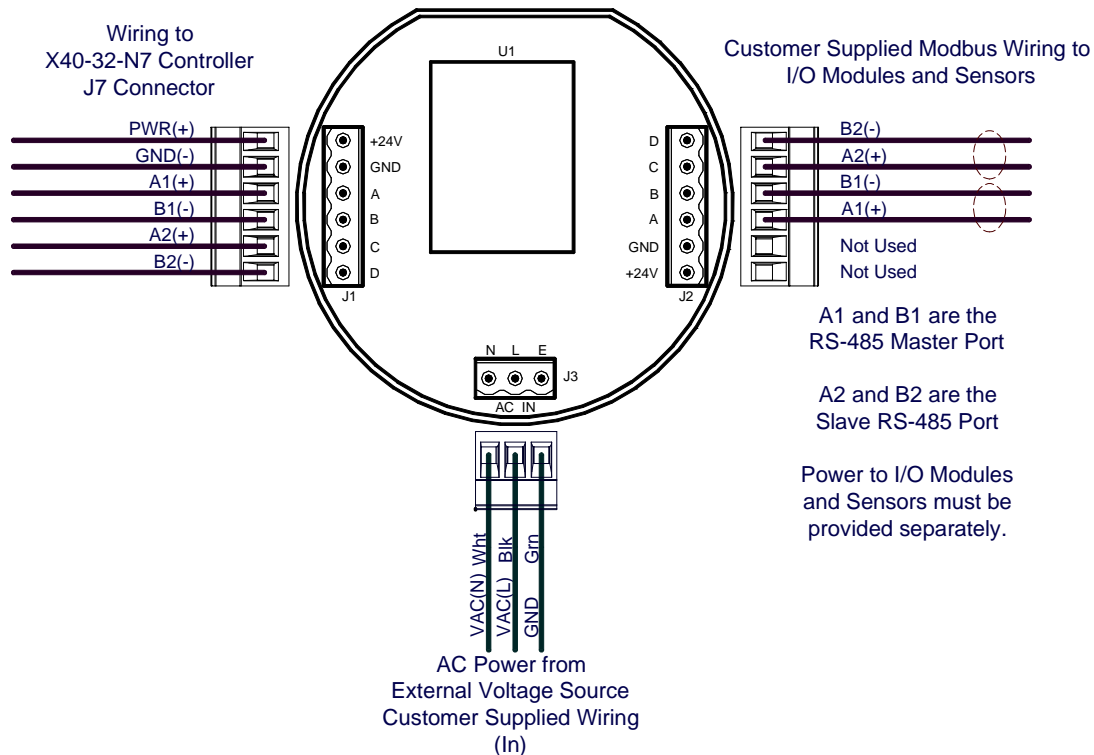 Wiring to
X40-32-N7 Controller
J7 Connector
PWR(+)
GND(-)
A1(+)
B1(-)
A2(+)
B2(-)
+24V
GND
A
B
C
D
J1
U1
D
C
B
A
GND
+24V
J2
N L E
J3
AC IN
Customer Supplied Modbus Wiring to
I/O Modules and Sensors
B2(-)
A2(+)
B1(-)
A1(+)
Not Used
Not Used
A1 and B1 are the
RS-485 Master Port
A2 and B2 are the
Slave RS-485 Port
Power to I/O Modules
and Sensors must be
provided separately.
VAC(N) Wht
VAC(L) Blk
GND Grn
AC Power from
External Voltage Source
Customer Supplied Wiring
(In)